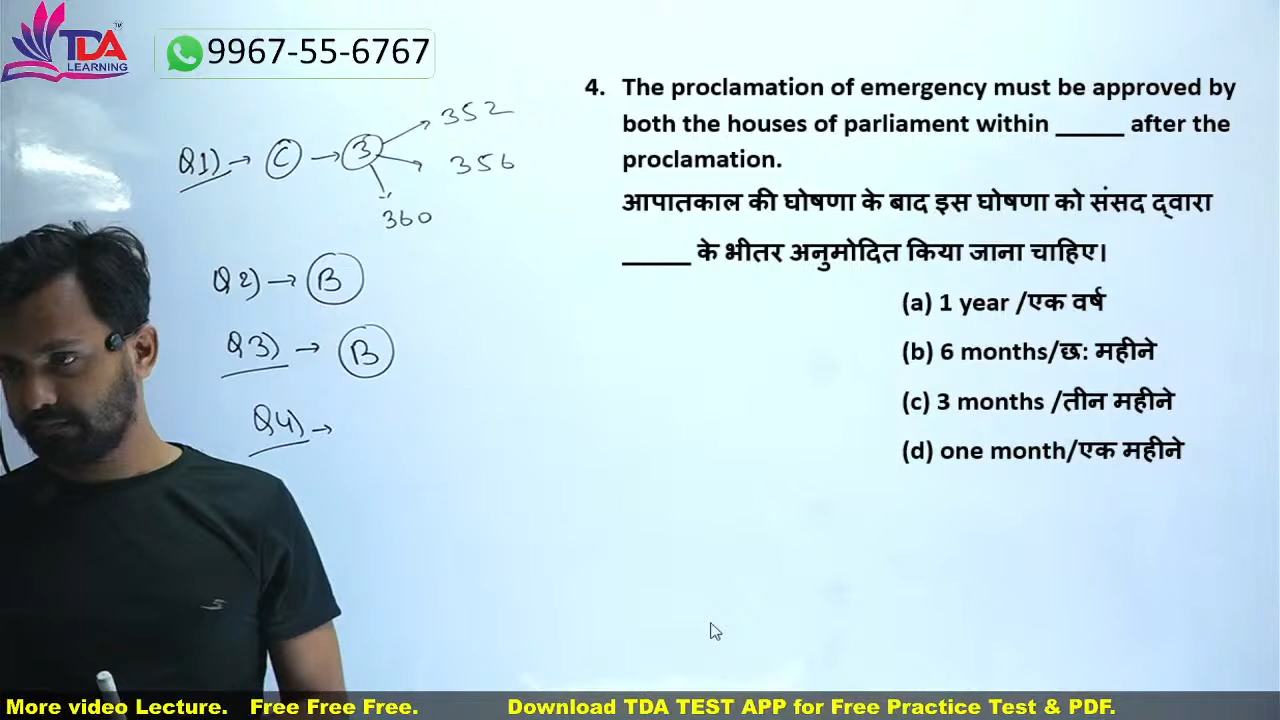 TDA
LEARNING
9967-55-6767
Q1) → C → 3 → 352
356
360
Q2) → B
Q3) → B
Q4) →
4. The proclamation of emergency must be approved by
both the houses of parliament within _____ after the
proclamation.
आपातकाल की घोषणा के बाद इस घोषणा को संसद द्वारा
_____ के भीतर अनुमोदित किया जाना चाहिए।
(a) 1 year /एक वर्ष
(b) 6 months/छ: महीने
(c) 3 months /तीन महीने
(d) one month/एक महीने
More video Lecture. Free Free Free. Download TDA TEST APP for Free Practice Test & PDF.